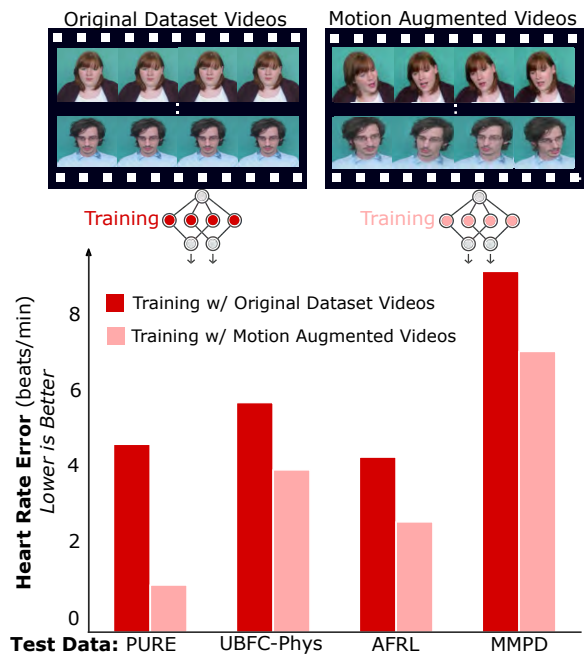 Original Dataset Videos
Motion Augmented Videos
Training
Training
Training w/ Original Dataset Videos
Training w/ Motion Augmented Videos
Heart Rate Error (beats/min)
Lower is Better
8
6
4
2
0
Test Data: PURE UBFC-Phys AFRL MMPD